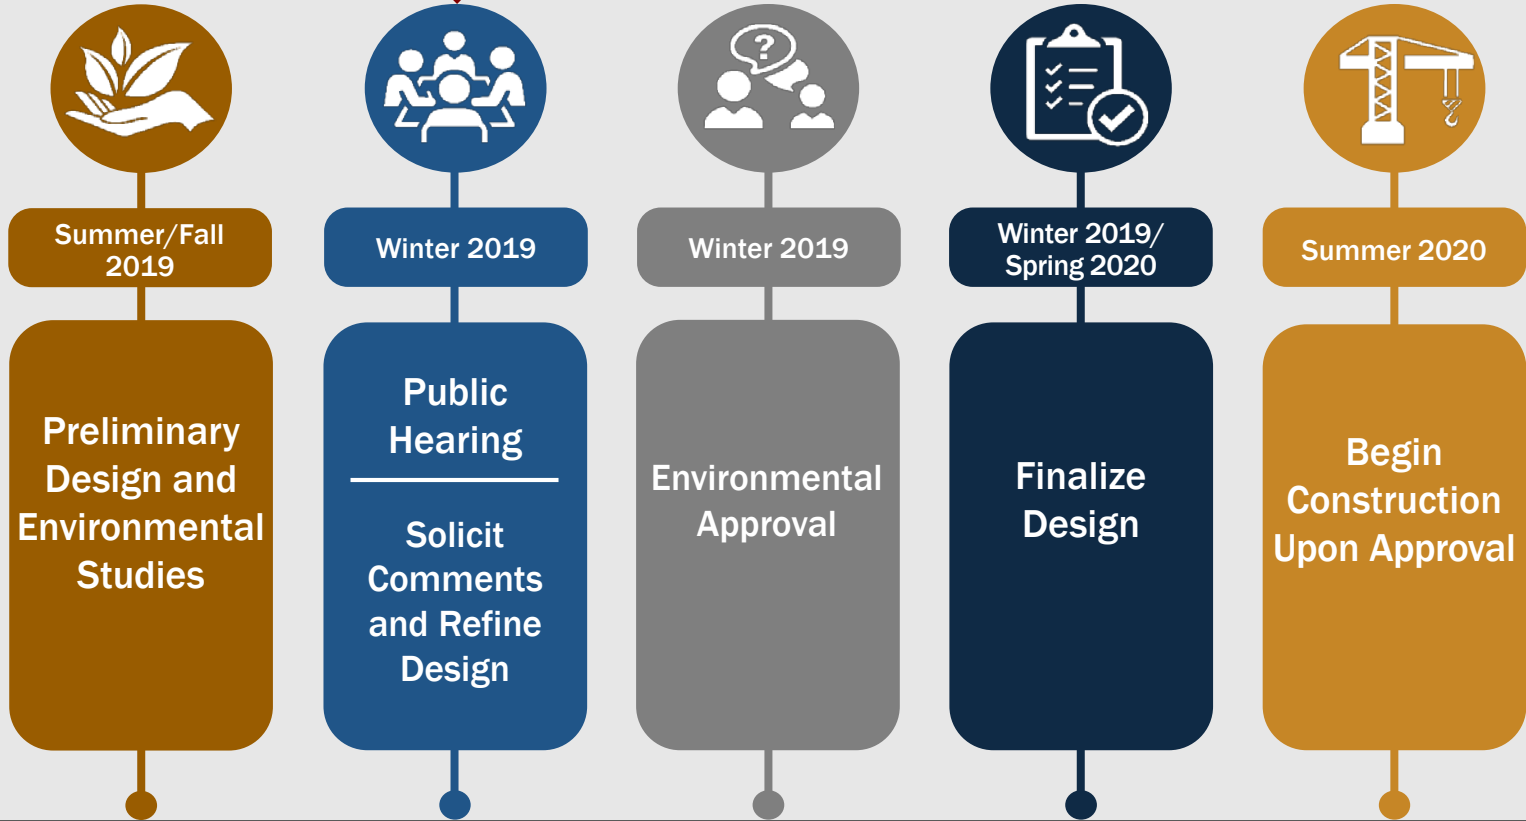 ?
Summer/Fall
2019
Preliminary
Design and
Environmental
Studies
Winter 2019
Public
Hearing
Solicit
Comments
and Refine
Design
Winter 2019
Environmental
Approval
Winter 2019/
Spring 2020
Finalize
Design
Summer 2020
Begin
Construction
Upon Approval